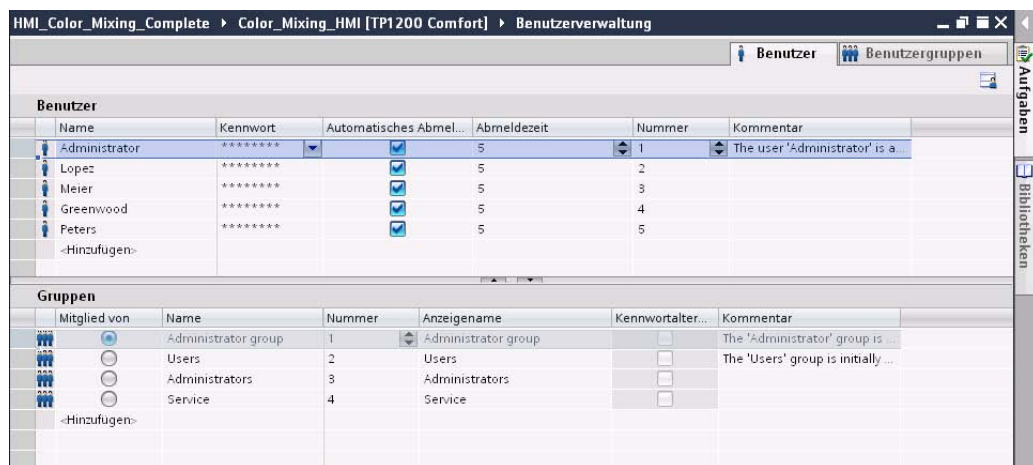 HMI_Color_Mixing_Complete ▸ Color_Mixing_HMI [TP1200 Comfort] ▸ Benutzerverwaltung
Benutzer Benutzergruppen
Benutzer
Name Kennwort Automatisches Abmel... Abmeldezeit Nummer Kommentar
Administrator ******** 5 1 The user 'Administrator' is a...
Lopez ******** 5 2
Meier ******** 5 3
Greenwood ******** 5 4
Peters ******** 5 5
<Hinzufügen>
Gruppen
Mitglied von Name Nummer Anzeigename Kennwortalter... Kommentar
Administrator group 1 Administrator group The 'Administrator' group is ...
Users 2 Users The 'Users' group is initially ...
Administrators 3 Administrators
Service 4 Service
<Hinzufügen>
Aufgaben
Bibliotheken